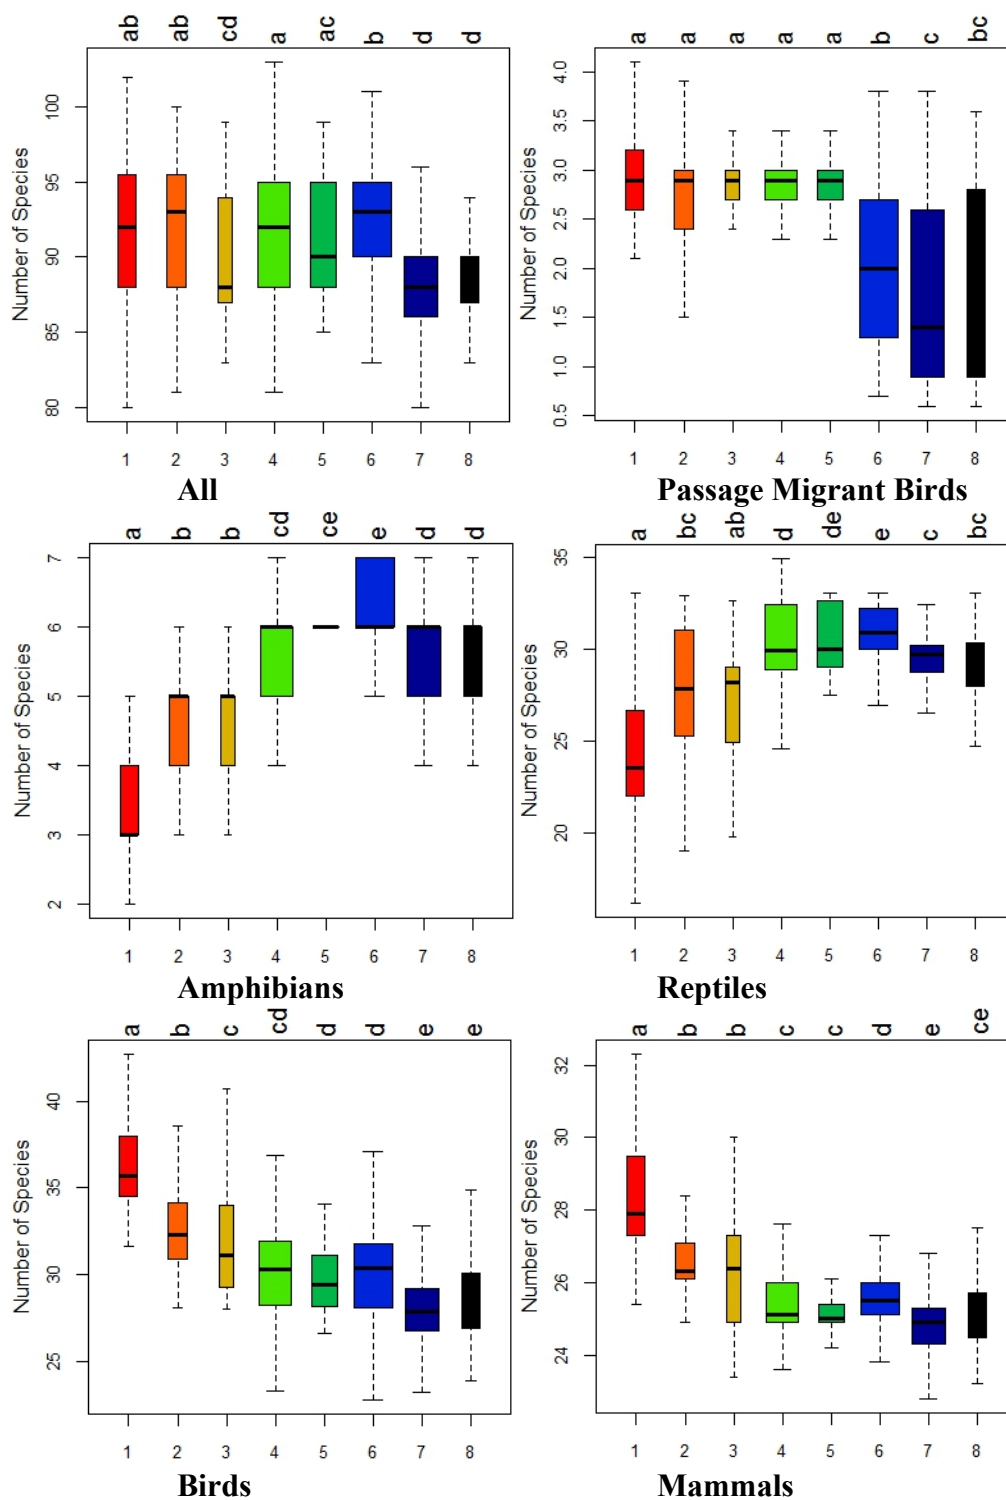 ab ab cd a ac b d d
Number of Species
100
95
90
85
80
1 2 3 4 5 6 7 8
All
a a a a a b c bc
Number of Species
4.0
3.5
3.0
2.5
2.0
1.5
1.0
0.5
1 2 3 4 5 6 7 8
Passage Migrant Birds
a b b cd ce e d d
Number of Species
7
6
5
4
3
2
1 2 3 4 5 6 7 8
Amphibians
a bc ab d de e c bc
Number of Species
35
30
25
20
1 2 3 4 5 6 7 8
Reptiles
a b c cd d d e e
Number of Species
40
35
30
25
1 2 3 4 5 6 7 8
Birds
a b b c c d e ce
Number of Species
32
30
28
26
24
1 2 3 4 5 6 7 8
Mammals